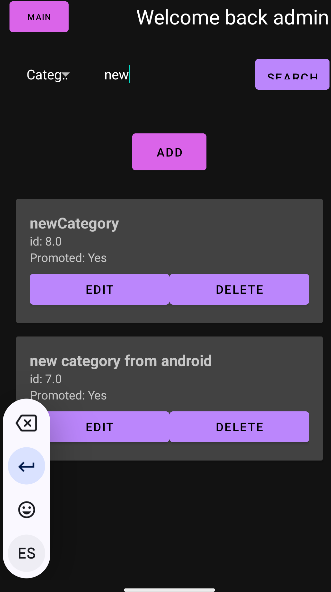 MAIN
Welcome back admin
Categ..
new
SEARCH
ADD
newCategory
id: 8.0
Promoted: Yes
EDIT
DELETE
new category from android
id: 7.0
Promoted: Yes
EDIT
DELETE
ES